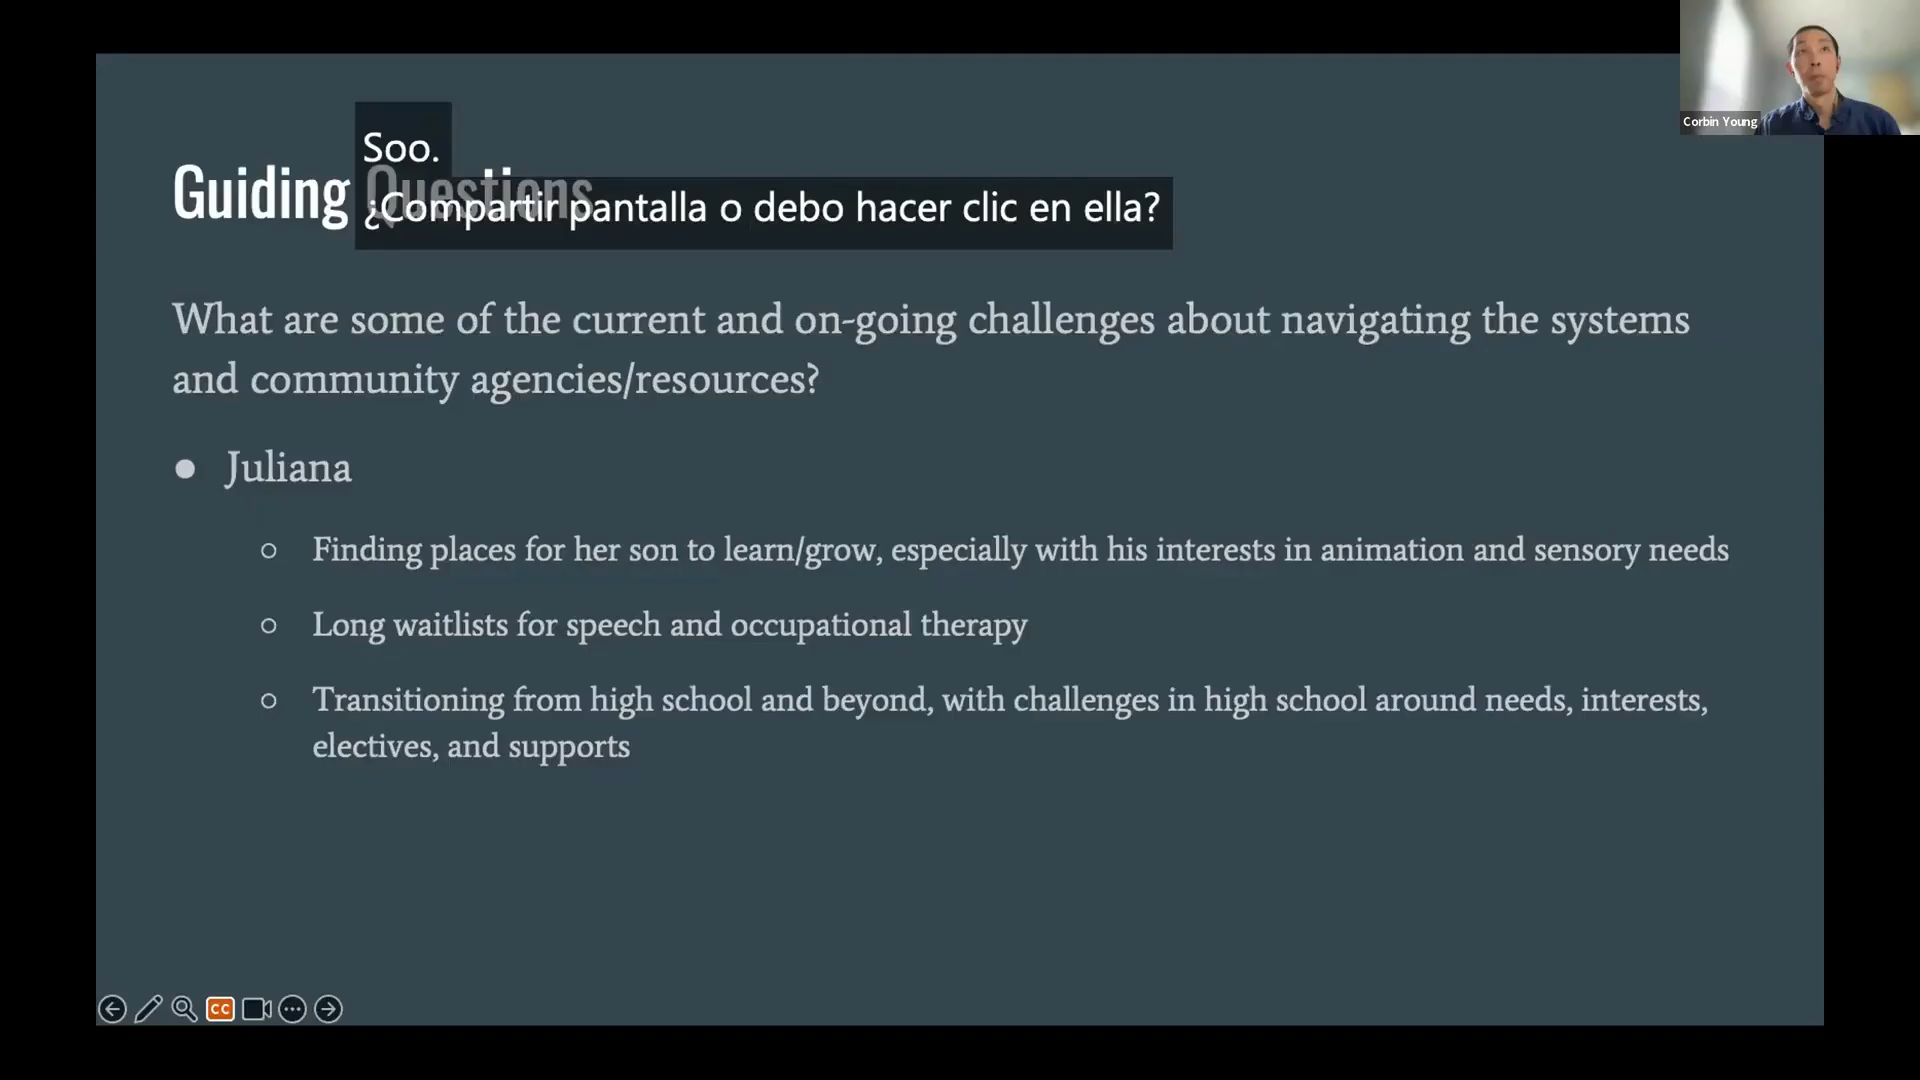 Corbin Young
Soo.
Guiding Questions
¿Compartir pantalla o debo hacer clic en ella?
What are some of the current and on-going challenges about navigating the systems
and community agencies/resources?
● Juliana
○ Finding places for her son to learn/grow, especially with his interests in animation and sensory needs
○ Long waitlists for speech and occupational therapy
○ Transitioning from high school and beyond, with challenges in high school around needs, interests,
electives, and supports
CC